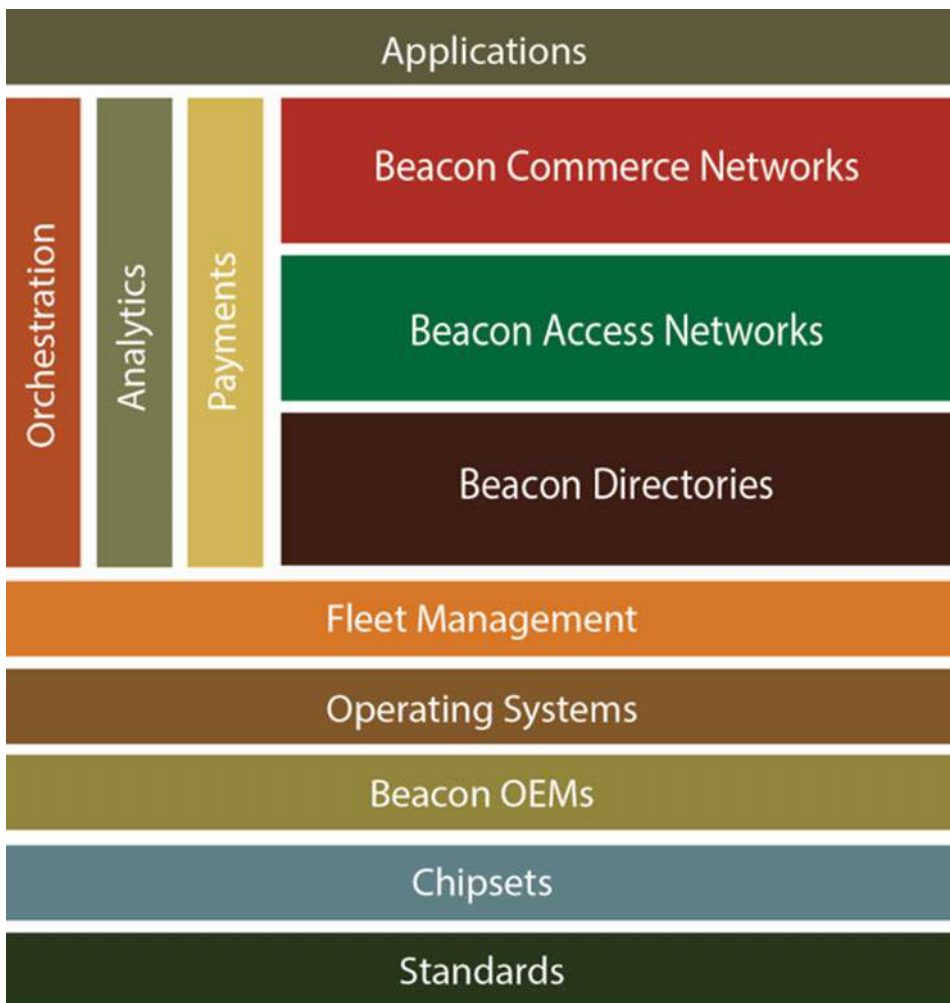 Applications
Orchestration
Analytics
Payments
Beacon Commerce Networks
Beacon Access Networks
Beacon Directories
Fleet Management
Operating Systems
Beacon OEMs
Chipsets
Standards